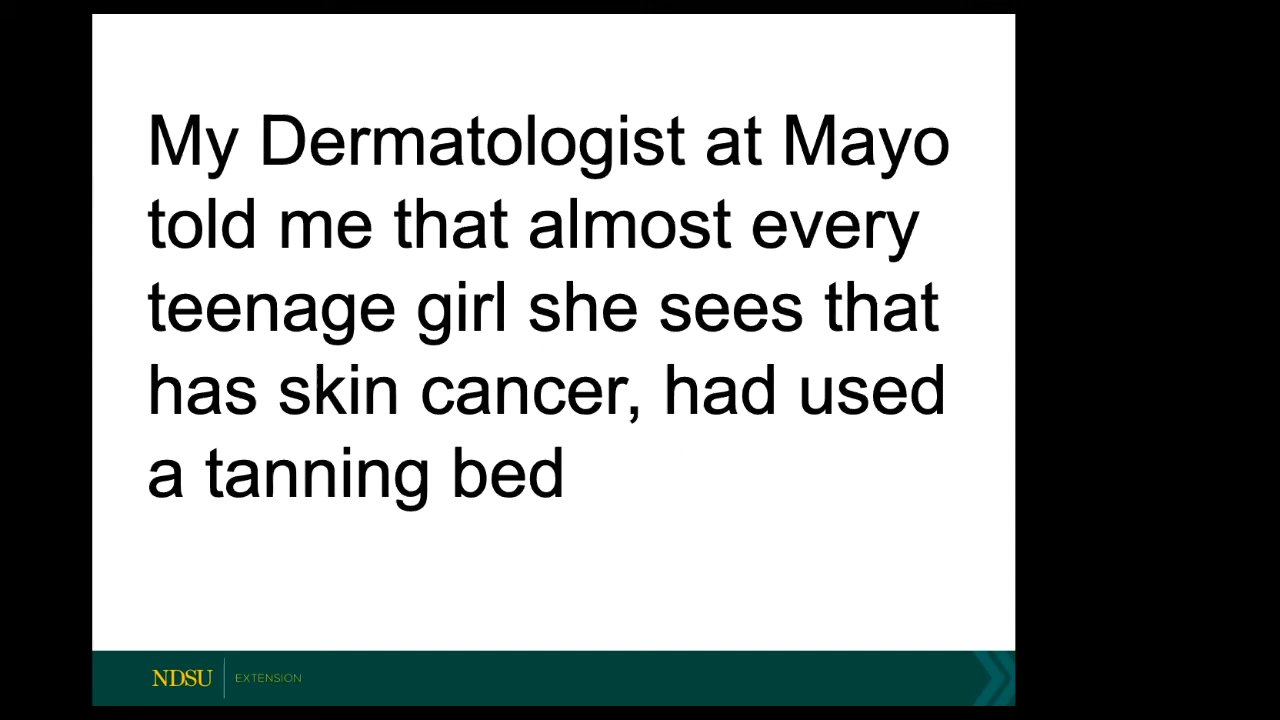 My Dermatologist at Mayo
told me that almost every
teenage girl she sees that
has skin cancer, had used
a tanning bed
NDSU EXTENSION